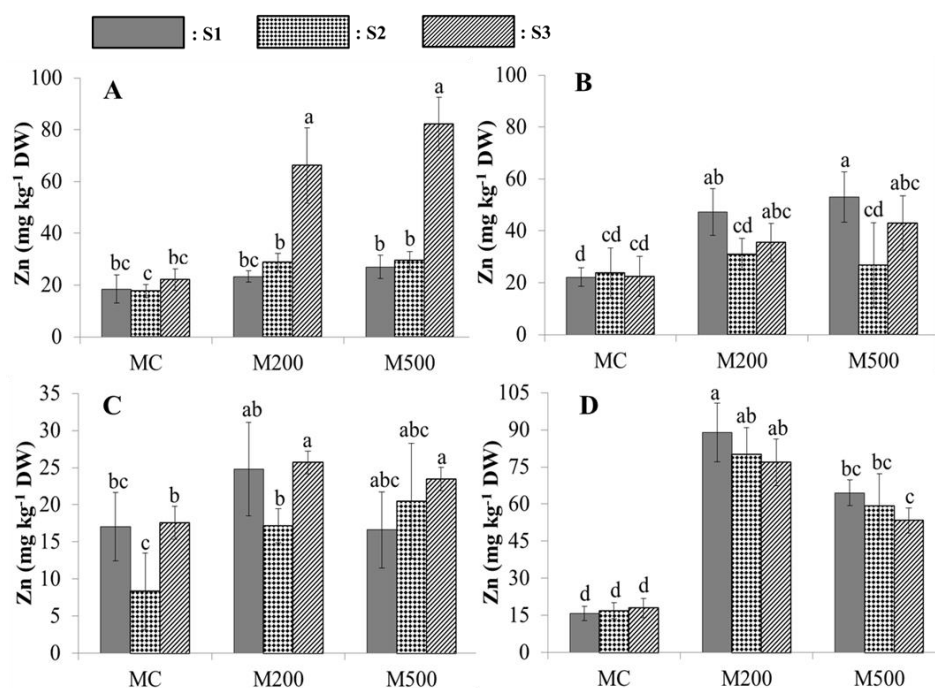 : S1 : S2 : S3
A
Zn (mg kg⁻¹ DW)
100
80
60
40
20
0
bc c bc
bc b a
b b a
MC M200 M500
B
Zn (mg kg⁻¹ DW)
100
80
60
40
20
0
d cd cd
ab cd abc
a cd abc
MC M200 M500
C
Zn (mg kg⁻¹ DW)
35
30
25
20
15
10
5
0
bc c b
ab b a
abc abc a
MC M200 M500
D
Zn (mg kg⁻¹ DW)
105
90
75
60
45
30
15
0
d d d
a ab ab
bc bc c
MC M200 M500